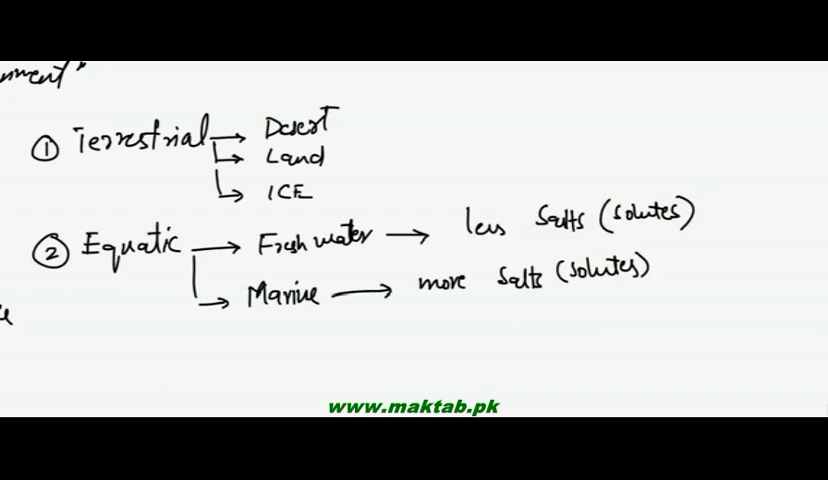 ① Terrestrial → Desert
→ Land
→ ICE
② Equatic → Fresh water → less Salts (Solutes)
→ Marine → more Salts (Solutes)
www.maktab.pk